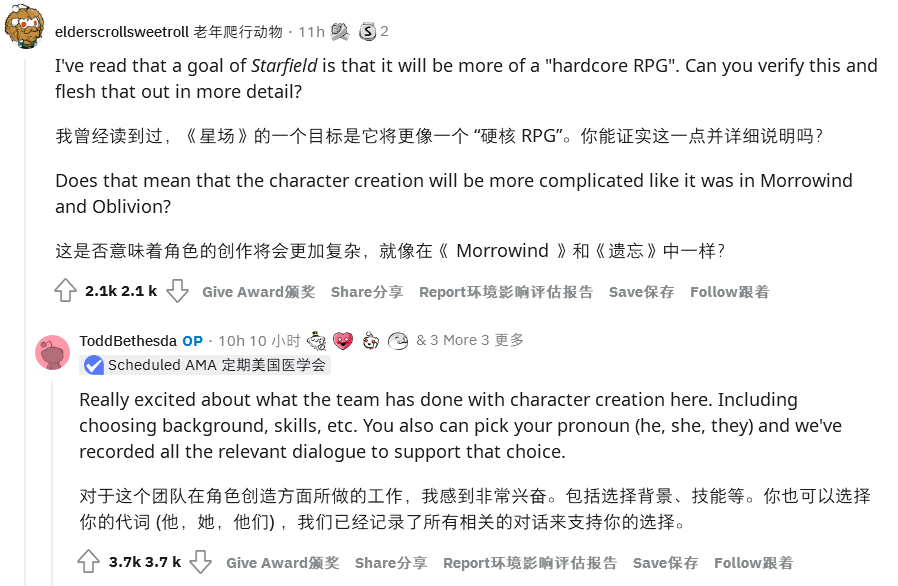 elderscrollsweetroll 老年爬行动物 · 11h 2
I've read that a goal of Starfield is that it will be more of a "hardcore RPG". Can you verify this and
flesh that out in more detail?
我曾经读到过，《星场》的一个目标是它将更像一个 “硬核 RPG”。你能证实这一点并详细说明吗？
Does that mean that the character creation will be more complicated like it was in Morrowind
and Oblivion?
这是否意味着角色的创作将会更加复杂，就像在《 Morrowind 》和《遗忘》中一样？
2.1k 2.1 k Give Award颁奖 Share分享 Report环境影响评估报告 Save保存 Follow跟着
ToddBethesda OP · 10h 10 小时 & 3 More 3 更多
Scheduled AMA 定期美国医学会
Really excited about what the team has done with character creation here. Including
choosing background, skills, etc. You also can pick your pronoun (he, she, they) and we've
recorded all the relevant dialogue to support that choice.
对于这个团队在角色创造方面所做的工作，我感到非常兴奋。包括选择背景、技能等。你也可以选择
你的代词 (他，她，他们) ，我们已经记录了所有相关的对话来支持你的选择。
3.7k 3.7 k Give Award颁奖 Share分享 Report环境影响评估报告 Save保存 Follow跟着